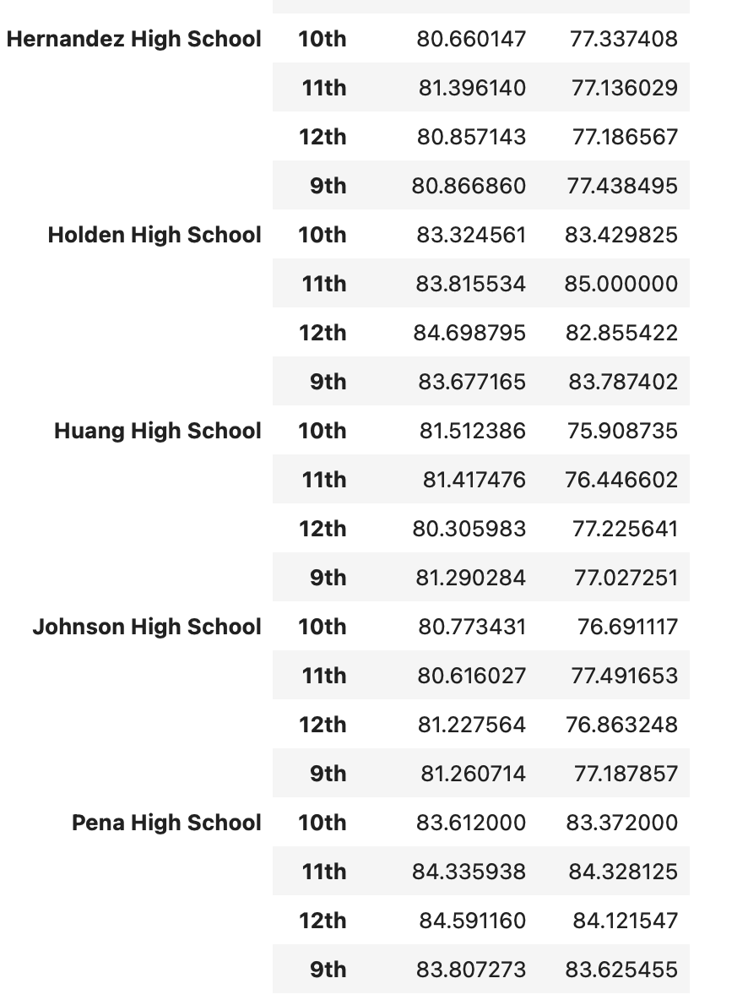 Hernandez High School 10th 80.660147 77.337408
11th 81.396140 77.136029
12th 80.857143 77.186567
9th 80.866860 77.438495
Holden High School 10th 83.324561 83.429825
11th 83.815534 85.000000
12th 84.698795 82.855422
9th 83.677165 83.787402
Huang High School 10th 81.512386 75.908735
11th 81.417476 76.446602
12th 80.305983 77.225641
9th 81.290284 77.027251
Johnson High School 10th 80.773431 76.691117
11th 80.616027 77.491653
12th 81.227564 76.863248
9th 81.260714 77.187857
Pena High School 10th 83.612000 83.372000
11th 84.335938 84.328125
12th 84.591160 84.121547
9th 83.807273 83.625455